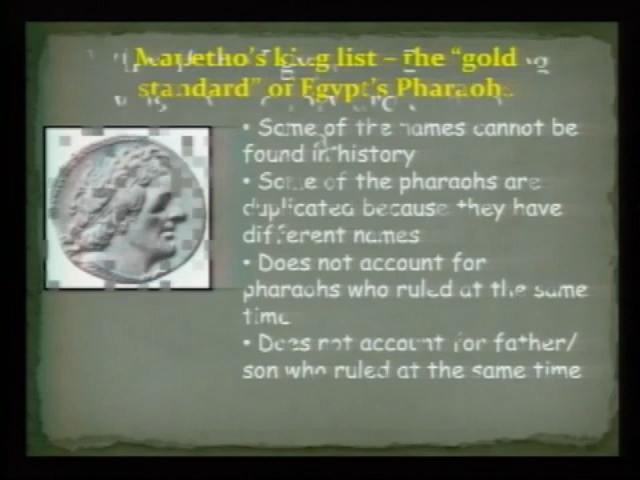 Manetho's king list – The "gold
standard" of Egypt's Pharaohs
• Some of the names cannot be
found in history
• Some of the pharaohs are
duplicated because they have
different names
• Does not account for
pharaohs who ruled at the same
time
• Does not account for father/
son who ruled at the same time